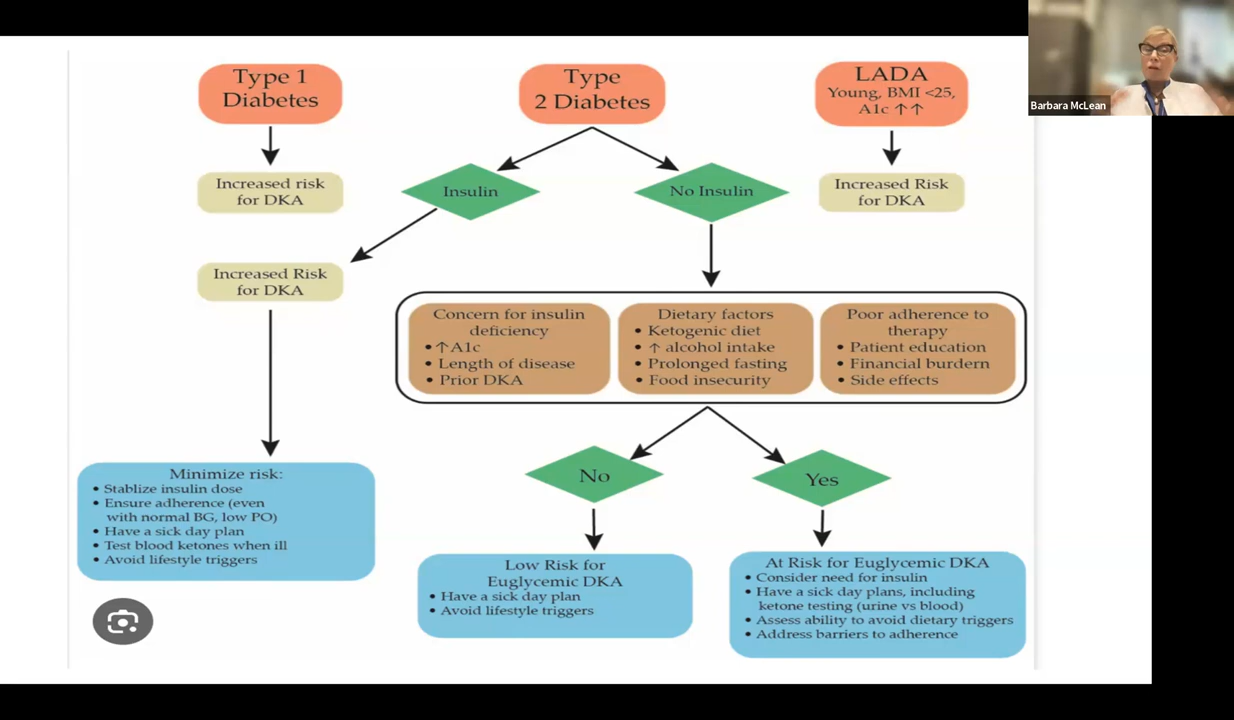 Type 1
Diabetes
Type
2 Diabetes
LADA
Young, BMI <25,
A1c ↑↑
Barbara McLean
Increased risk
for DKA
Insulin
No Insulin
Increased Risk
for DKA
Increased Risk
for DKA
Concern for insulin
deficiency
• ↑A1c
• Length of disease
• Prior DKA
Dietary factors
• Ketogenic diet
• ↑ alcohol intake
• Prolonged fasting
• Food insecurity
Poor adherence to
therapy
• Patient education
• Financial burdern
• Side effects
No
Yes
Minimize risk:
• Stablize insulin dose
• Ensure adherence (even
with normal BG, low PO)
• Have a sick day plan
• Test blood ketones when ill
• Avoid lifestyle triggers
Low Risk for
Euglycemic DKA
• Have a sick day plan
• Avoid lifestyle triggers
At Risk for Euglycemic DKA
• Consider need for insulin
• Have a sick day plans, including
ketone testing (urine vs blood)
• Assess ability to avoid dietary triggers
• Address barriers to adherence